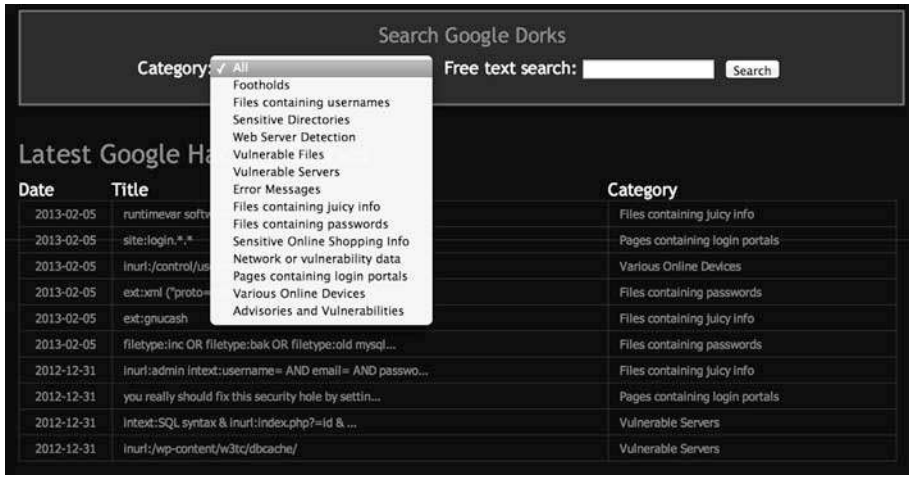 Search Google Dorks
Category: ✓ All Free text search: Search
Footholds
Files containing usernames
Sensitive Directories
Web Server Detection
Vulnerable Files
Vulnerable Servers
Error Messages
Files containing juicy info
Files containing passwords
Sensitive Online Shopping Info
Network or vulnerability data
Pages containing login portals
Various Online Devices
Advisories and Vulnerabilities
Latest Google Ha
Date Title Category
2013-02-05 runtimevar softw Files containing juicy info
2013-02-05 site:login.*.* Pages containing login portals
2013-02-05 inurl:/control/us Various Online Devices
2013-02-05 ext:xml ("proto= Files containing passwords
2013-02-05 ext:gnucash Files containing juicy info
2013-02-05 filetype:inc OR filetype:bak OR filetype:old mysql... Files containing passwords
2012-12-31 inurl:admin intext:username= AND email= AND passwo... Files containing juicy info
2012-12-31 you really should fix this security hole by settin... Pages containing login portals
2012-12-31 intext:SQL syntax & inurl:index.php?=id & ... Vulnerable Servers
2012-12-31 inurl:/wp-content/w3tc/dbcache/ Vulnerable Servers